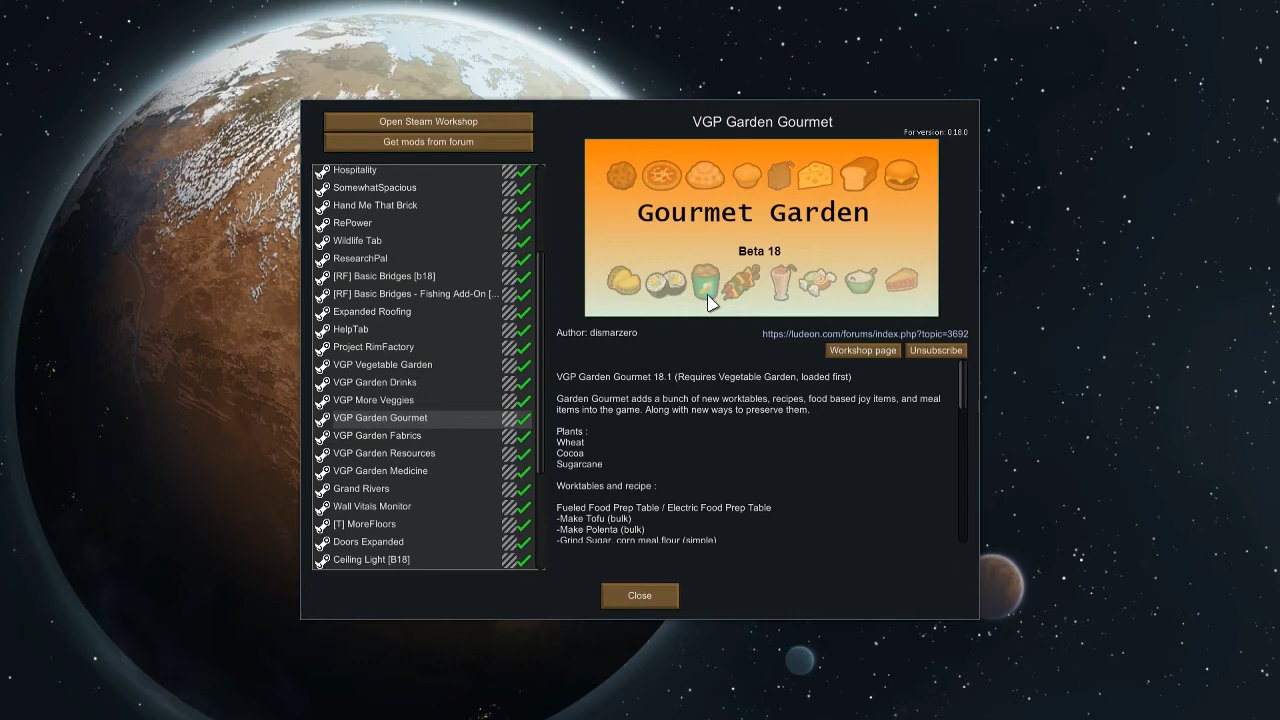 Open Steam Workshop
Get mods from forum
Hospitality
SomewhatSpacious
Hand Me That Brick
RePower
Wildlife Tab
ResearchPal
[RF] Basic Bridges [b18]
[RF] Basic Bridges - Fishing Add-On [...
Expanded Roofing
HelpTab
Project RimFactory
VGP Vegetable Garden
VGP Garden Drinks
VGP More Veggies
VGP Garden Gourmet
VGP Garden Fabrics
VGP Garden Resources
VGP Garden Medicine
Grand Rivers
Wall Vitals Monitor
[T] MoreFloors
Doors Expanded
Ceiling Light [B18]
VGP Garden Gourmet
For version: 0.18.0
Gourmet Garden
Beta 18
Author: dismarzero
https://ludeon.com/forums/index.php?topic=3692
Workshop page
Unsubscribe
VGP Garden Gourmet 18.1 (Requires Vegetable Garden, loaded first)
Garden Gourmet adds a bunch of new worktables, recipes, food based joy items, and meal
items into the game. Along with new ways to preserve them.
Plants :
Wheat
Cocoa
Sugarcane
Worktables and recipe :
Fueled Food Prep Table / Electric Food Prep Table
-Make Tofu (bulk)
-Make Polenta (bulk)
-Grind Sugar, corn meal,flour (simple)
Close